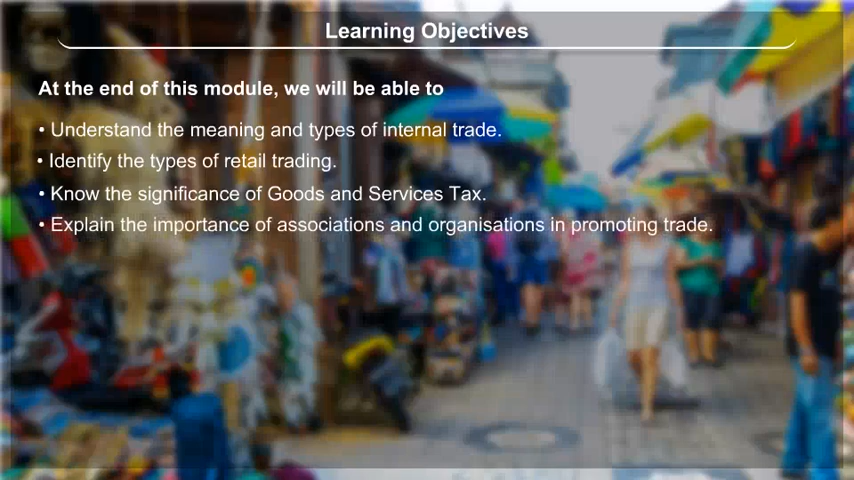 Learning Objectives
At the end of this module, we will be able to
• Understand the meaning and types of internal trade.
• Identify the types of retail trading.
• Know the significance of Goods and Services Tax.
• Explain the importance of associations and organisations in promoting trade.